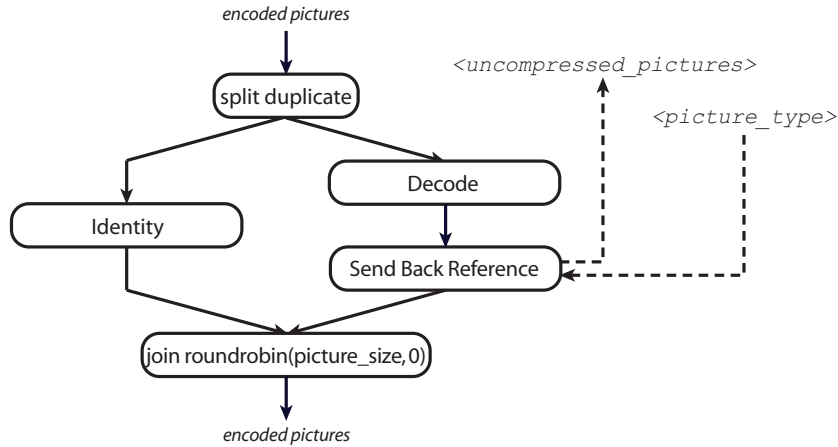 encoded pictures
<uncompressed_pictures>
split duplicate
<picture_type>
Decode
Identity
Send Back Reference
join roundrobin(picture_size, 0)
encoded pictures